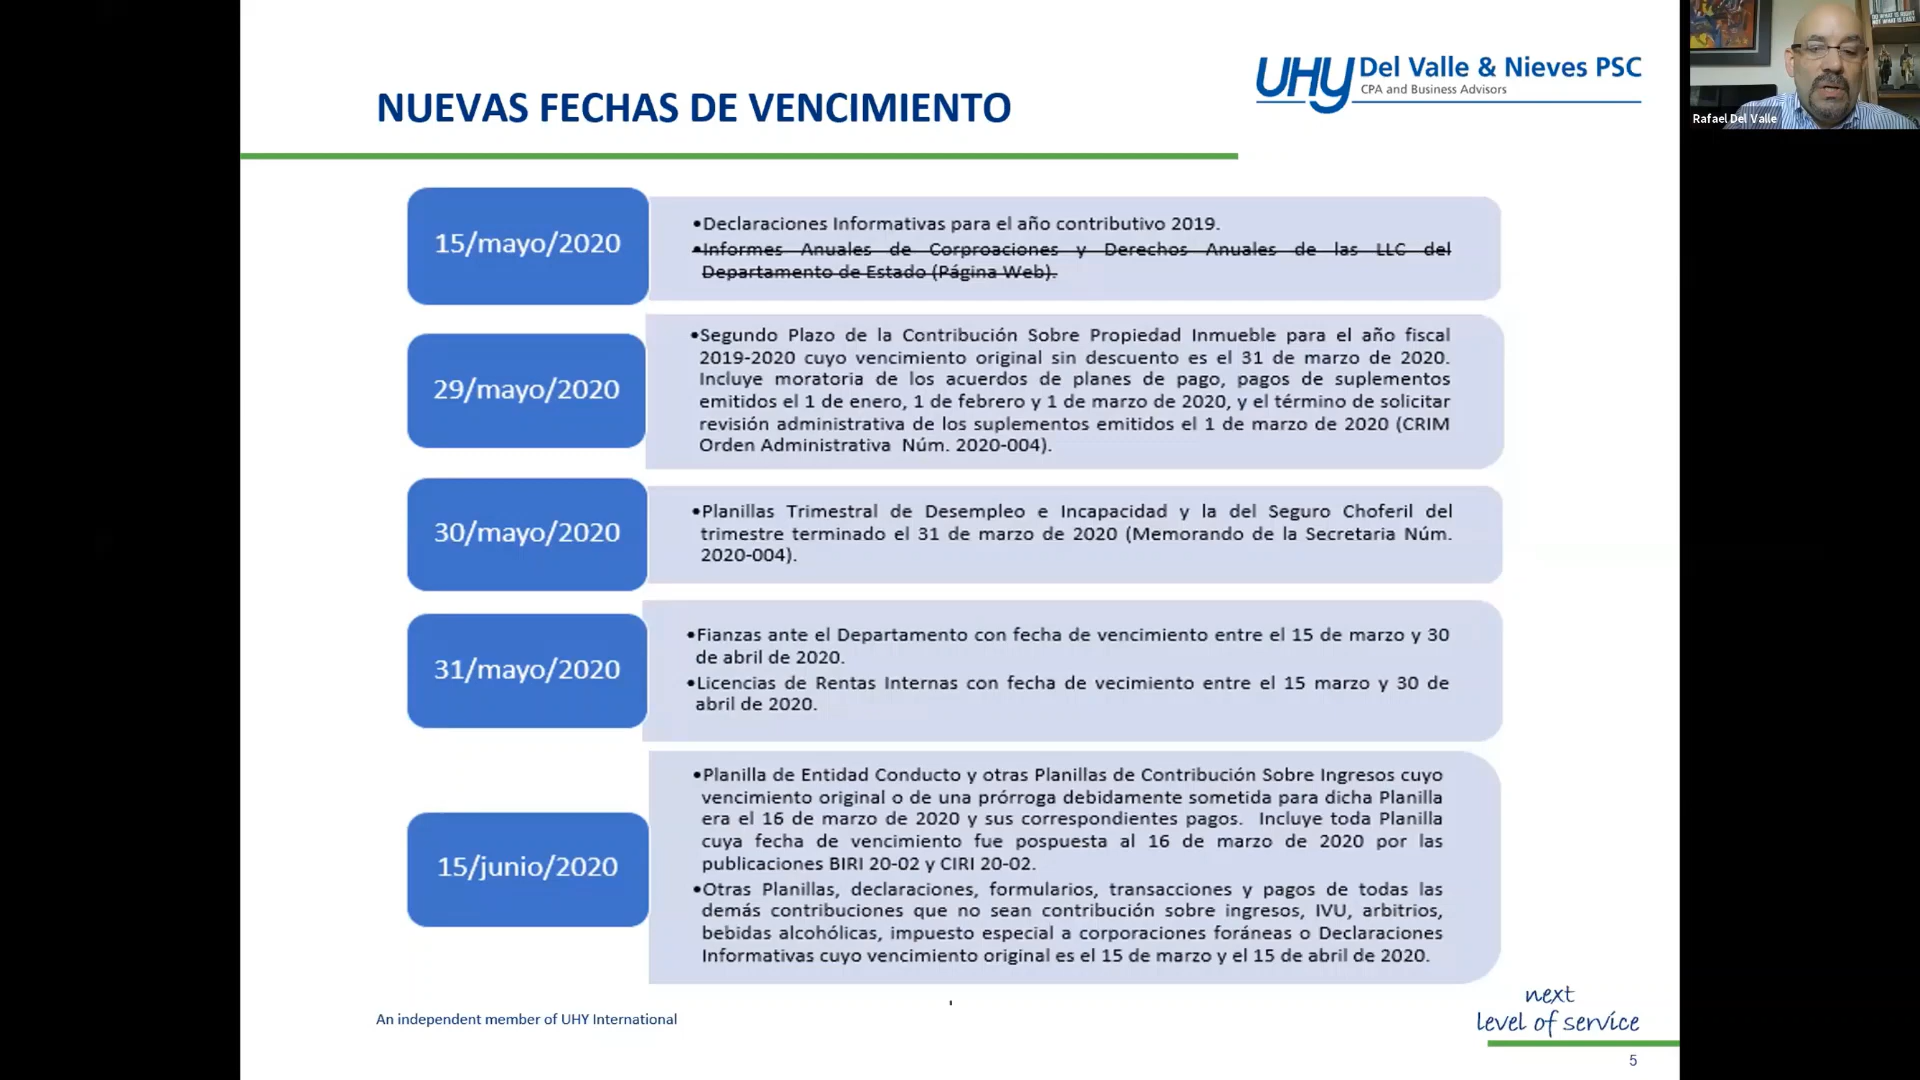 NUEVAS FECHAS DE VENCIMIENTO
UHY Del Valle & Nieves PSC
CPA and Business Advisors
DO WHAT IS RIGHT
NOT WHAT IS EASY
Rafael Del Valle
15/mayo/2020
•Declaraciones Informativas para el año contributivo 2019.
•Informes Anuales de Corproaciones y Derechos Anuales de las LLC del
Departamento de Estado (Página Web).
29/mayo/2020
•Segundo Plazo de la Contribución Sobre Propiedad Inmueble para el año fiscal
2019-2020 cuyo vencimiento original sin descuento es el 31 de marzo de 2020.
Incluye moratoria de los acuerdos de planes de pago, pagos de suplementos
emitidos el 1 de enero, 1 de febrero y 1 de marzo de 2020, y el término de solicitar
revisión administrativa de los suplementos emitidos el 1 de marzo de 2020 (CRIM
Orden Administrativa Núm. 2020-004).
30/mayo/2020
•Planillas Trimestral de Desempleo e Incapacidad y la del Seguro Choferil del
trimestre terminado el 31 de marzo de 2020 (Memorando de la Secretaria Núm.
2020-004).
31/mayo/2020
•Fianzas ante el Departamento con fecha de vencimiento entre el 15 de marzo y 30
de abril de 2020.
•Licencias de Rentas Internas con fecha de vecimiento entre el 15 marzo y 30 de
abril de 2020.
15/junio/2020
•Planilla de Entidad Conducto y otras Planillas de Contribución Sobre Ingresos cuyo
vencimiento original o de una prórroga debidamente sometida para dicha Planilla
era el 16 de marzo de 2020 y sus correspondientes pagos. Incluye toda Planilla
cuya fecha de vencimiento fue pospuesta al 16 de marzo de 2020 por las
publicaciones BIRI 20-02 y CIRI 20-02.
•Otras Planillas, declaraciones, formularios, transacciones y pagos de todas las
demás contribuciones que no sean contribución sobre ingresos, IVU, arbitrios,
bebidas alcohólicas, impuesto especial a corporaciones foráneas o Declaraciones
Informativas cuyo vencimiento original es el 15 de marzo y el 15 de abril de 2020.
An independent member of UHY International
next
level of service
5